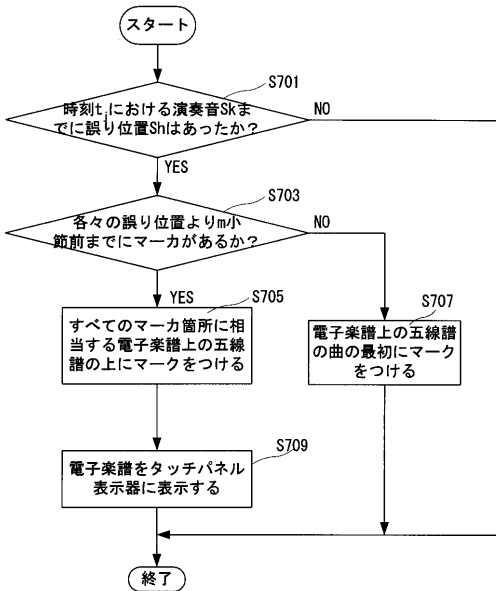 スタート
S701
時刻tjにおける演奏音Skま
でに誤り位置Shはあったか?
NO
YES
S703
各々の誤り位置よりm小
節前までにマーカがあるか?
NO
YES
S705
すべてのマーカ箇所に相
当する電子楽譜上の五線
譜の上にマークをつける
S707
電子楽譜上の五線譜
の曲の最初にマーク
をつける
S709
電子楽譜をタッチパネル
表示器に表示する
終了